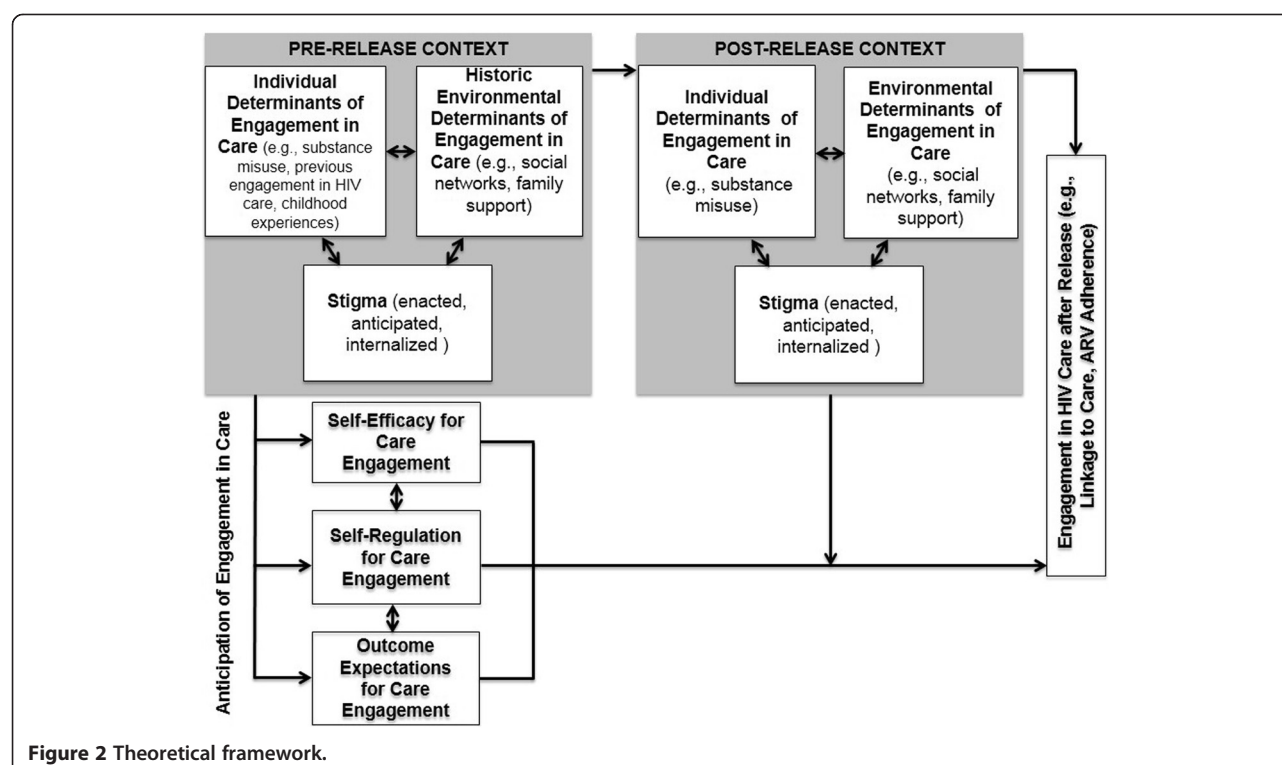 PRE-RELEASE CONTEXT
Individual
Determinants of
Engagement in
Care (e.g., substance
misuse, previous
engagement in HIV
care, childhood
experiences)
Historic
Environmental
Determinants of
Engagement in
Care (e.g., social
networks, family
support)
Stigma (enacted,
anticipated,
internalized )
POST-RELEASE CONTEXT
Individual
Determinants of
Engagement in
Care
(e.g., substance
misuse)
Environmental
Determinants of
Engagement in
Care
(e.g., social
networks, family
support)
Stigma (enacted,
anticipated,
internalized )
Engagement in HIV Care after Release (e.g.,
Linkage to Care, ARV Adherence)
Anticipation of Engagement in Care
Self-Efficacy for
Care
Engagement
Self-Regulation
for Care
Engagement
Outcome
Expectations
for Care
Engagement
Figure 2 Theoretical framework.